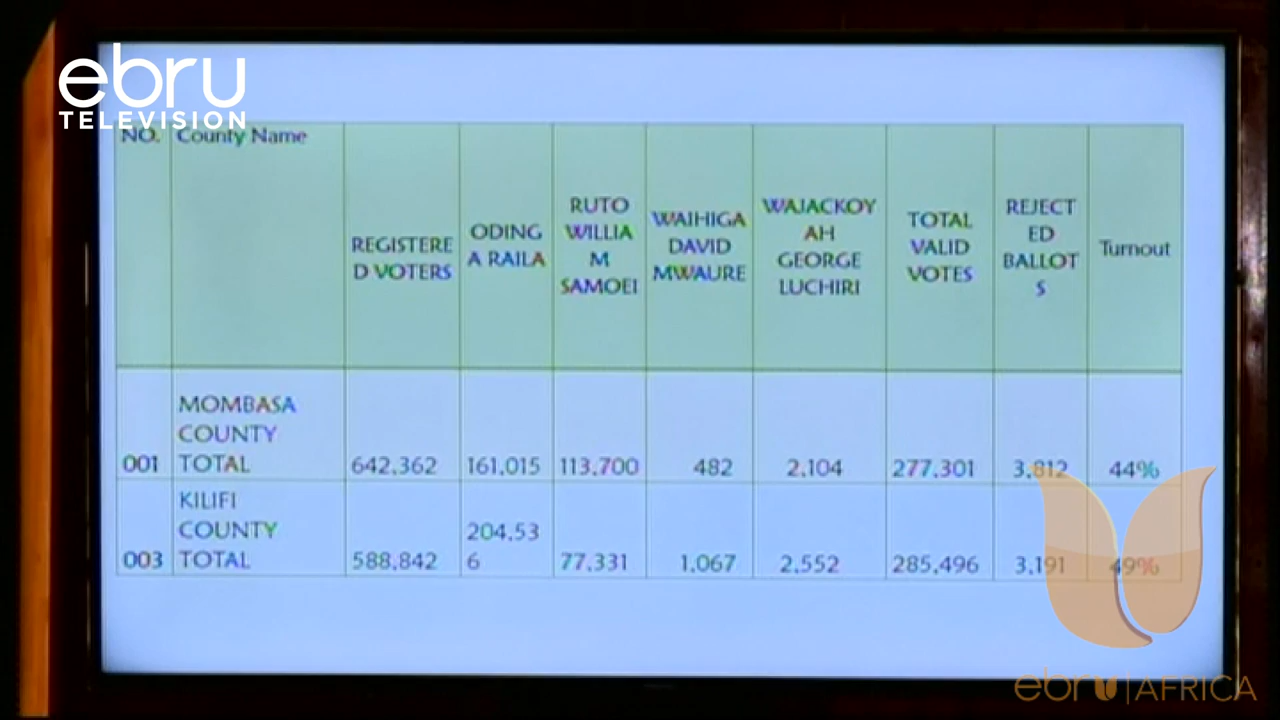 ebru
TELEVISION
NO. County Name
REGISTERE
D VOTERS
ODING
A RAILA
RUTO
WILLIA
M
SAMOEI
WAIHIGA
DAVID
MWAURE
WAJACKOY
AH
GEORGE
LUCHIRI
TOTAL
VALID
VOTES
REJECT
ED
BALLOT
S
Turnout
MOMBASA
COUNTY
001 TOTAL 642,362 161,015 113,700 482 2,104 277,301 3,812 44%
KILIFI
COUNTY
204,53
003 TOTAL 588,842 6 77,331 1,067 2,552 285,496 3,191 49%
ebru AFRICA